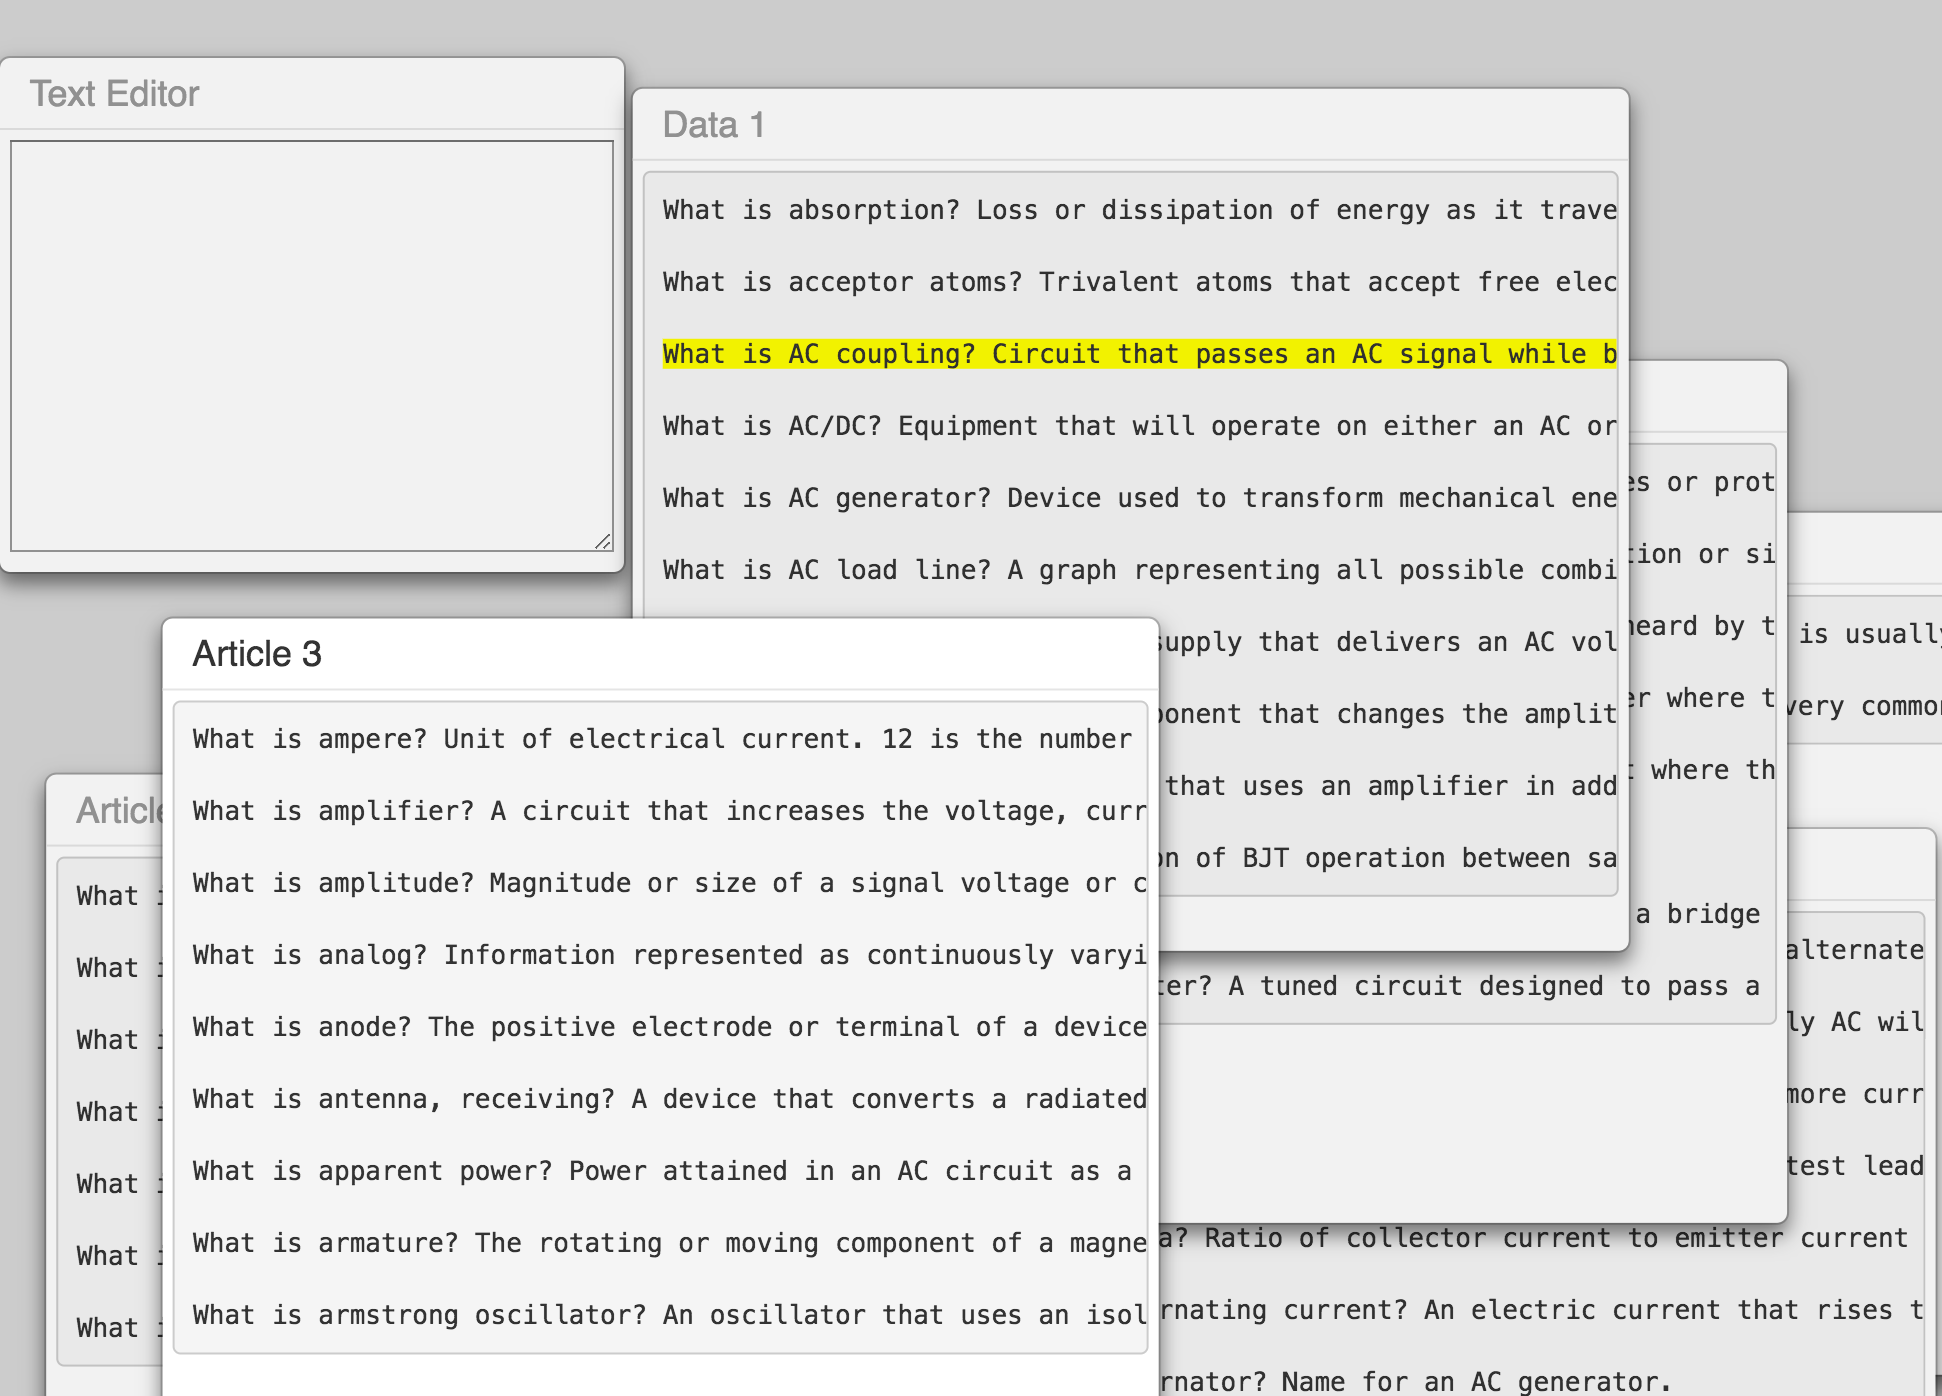 Text Editor
Data 1
What is absorption? Loss or dissipation of energy as it trave
What is acceptor atoms? Trivalent atoms that accept free elec
What is AC coupling? Circuit that passes an AC signal while b
What is AC/DC? Equipment that will operate on either an AC or
What is AC generator? Device used to transform mechanical ene
What is AC load line? A graph representing all possible combi
supply that delivers an AC vol
ponent that changes the amplit
that uses an amplifier in add
on of BJT operation between sa
es or prot
tion or si
heard by t
er where t
where th
a bridge
ter? A tuned circuit designed to pass a
is usually
very common
Article 3
What is ampere? Unit of electrical current. 12 is the number
What is amplifier? A circuit that increases the voltage, curr
What is amplitude? Magnitude or size of a signal voltage or c
What is analog? Information represented as continuously varyi
What is anode? The positive electrode or terminal of a device
What is antenna, receiving? A device that converts a radiated
What is apparent power? Power attained in an AC circuit as a
What is armature? The rotating or moving component of a magne
What is armstrong oscillator? An oscillator that uses an isol
Article
What i
What i
What i
What i
What i
What i
What i
alternate
ly AC wil
more curr
test lead
a? Ratio of collector current to emitter current
rnating current? An electric current that rises t
rnator? Name for an AC generator.